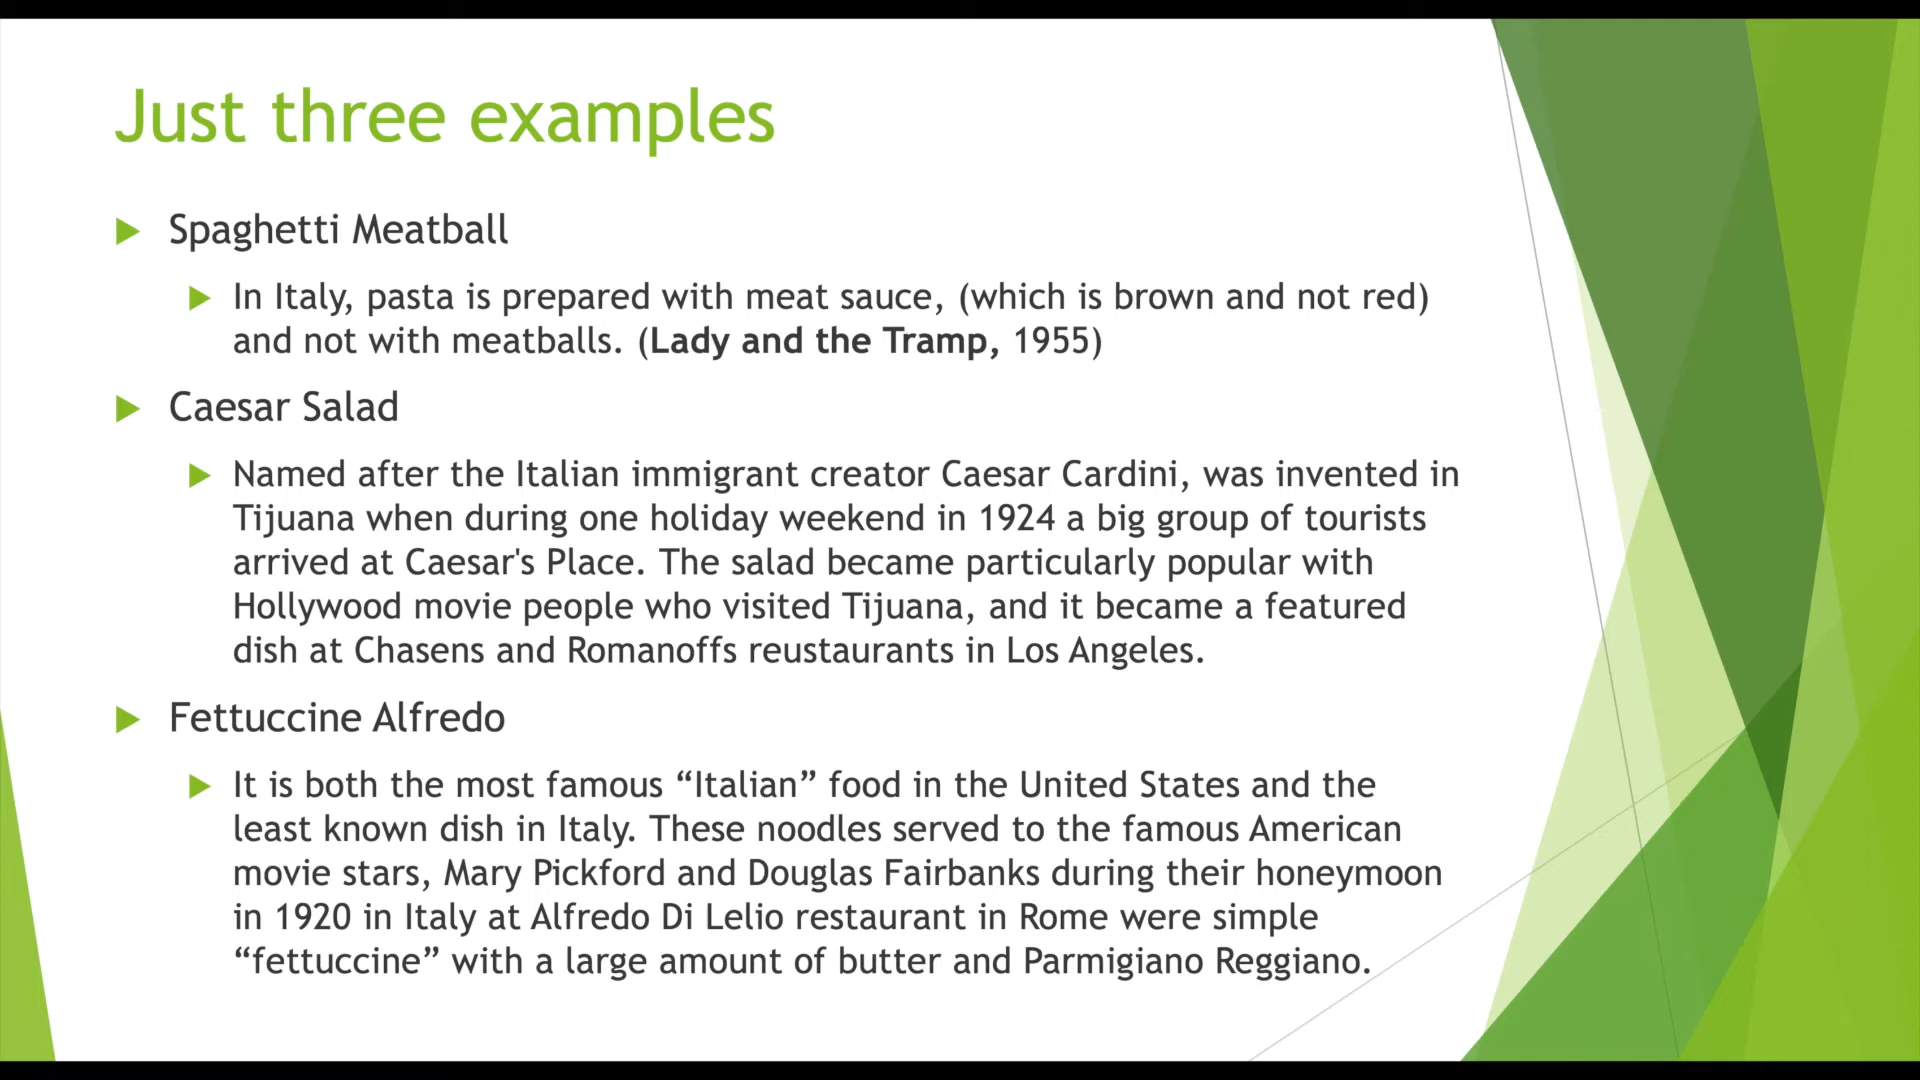 Just three examples
Spaghetti Meatball
In Italy, pasta is prepared with meat sauce, (which is brown and not red)
and not with meatballs. (Lady and the Tramp, 1955)
Caesar Salad
Named after the Italian immigrant creator Caesar Cardini, was invented in
Tijuana when during one holiday weekend in 1924 a big group of tourists
arrived at Caesar's Place. The salad became particularly popular with
Hollywood movie people who visited Tijuana, and it became a featured
dish at Chasens and Romanoffs reustaurants in Los Angeles.
Fettuccine Alfredo
It is both the most famous “Italian” food in the United States and the
least known dish in Italy. These noodles served to the famous American
movie stars, Mary Pickford and Douglas Fairbanks during their honeymoon
in 1920 in Italy at Alfredo Di Lelio restaurant in Rome were simple
“fettuccine” with a large amount of butter and Parmigiano Reggiano.